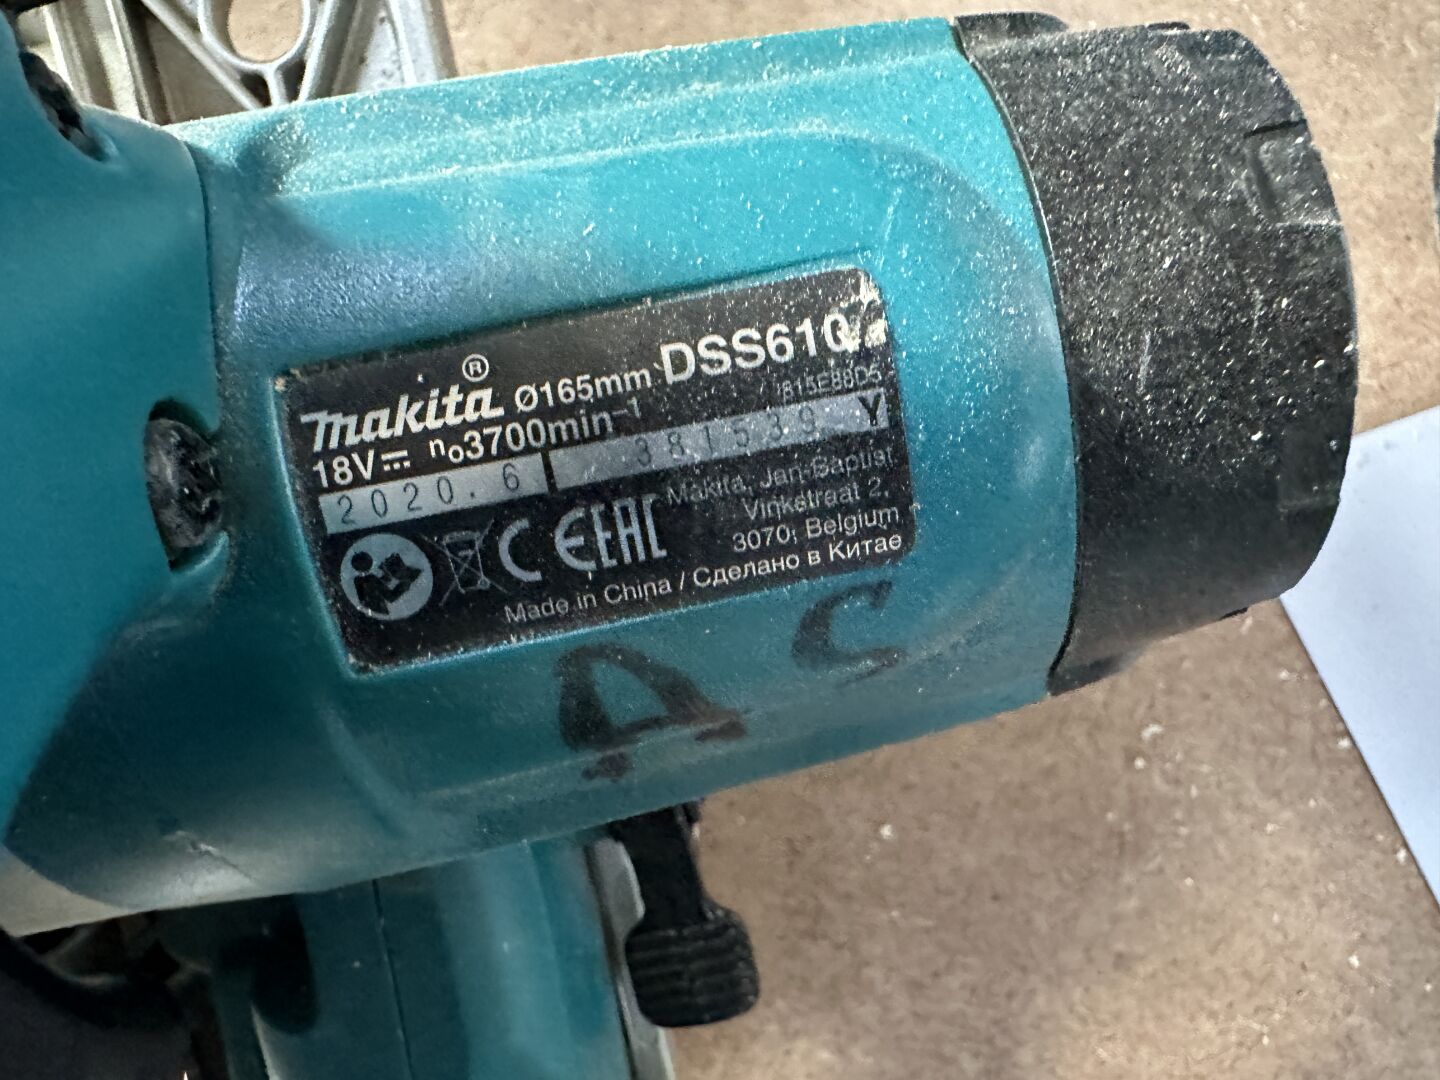 makita® Ø165mm DSS610
18V⎓ n₀3700min⁻¹ I815E88D5
2020.6 381539 Y
CE EAC Makita, Jan-Baptist
Vinkstraat 2,
3070, Belgium
Made in China / Сделано в Китае
A S